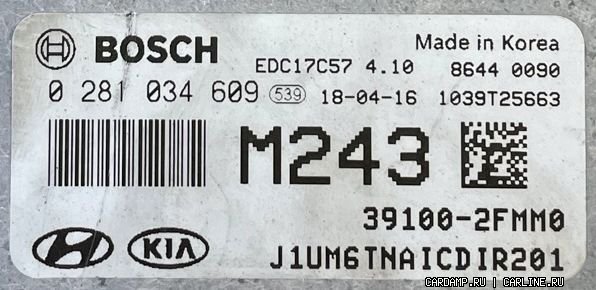 BOSCH
Made in Korea
EDC17C57 4.10 8644 0090
0 281 034 609 539 18-04-16 1039T25663
M243
39100-2FMM0
KIA
J1UM6TNAICDIR201
CARDAMP.RU | CARLINE.RU